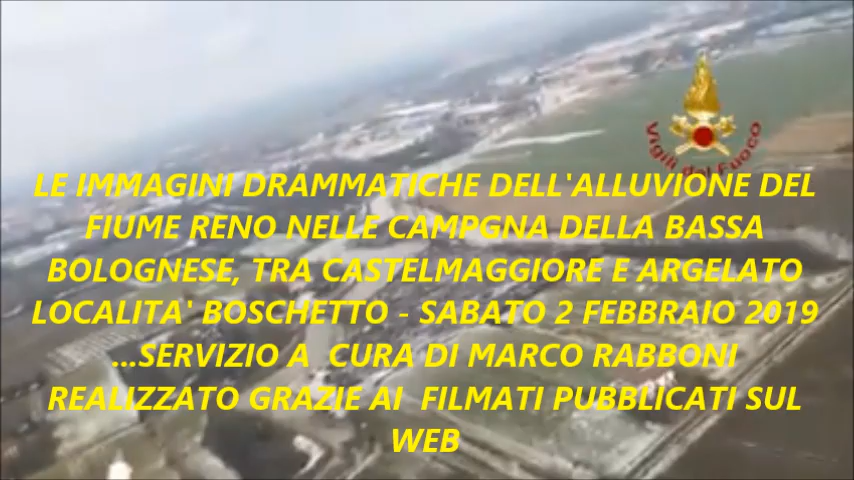 Vigili del Fuoco
LE IMMAGINI DRAMMATICHE DELL'ALLUVIONE DEL
FIUME RENO NELLE CAMPGNA DELLA BASSA
BOLOGNESE, TRA CASTELMAGGIORE E ARGELATO
LOCALITA' BOSCHETTO - SABATO 2 FEBBRAIO 2019
...SERVIZIO A CURA DI MARCO RABBONI
REALIZZATO GRAZIE AI FILMATI PUBBLICATI SUL
WEB